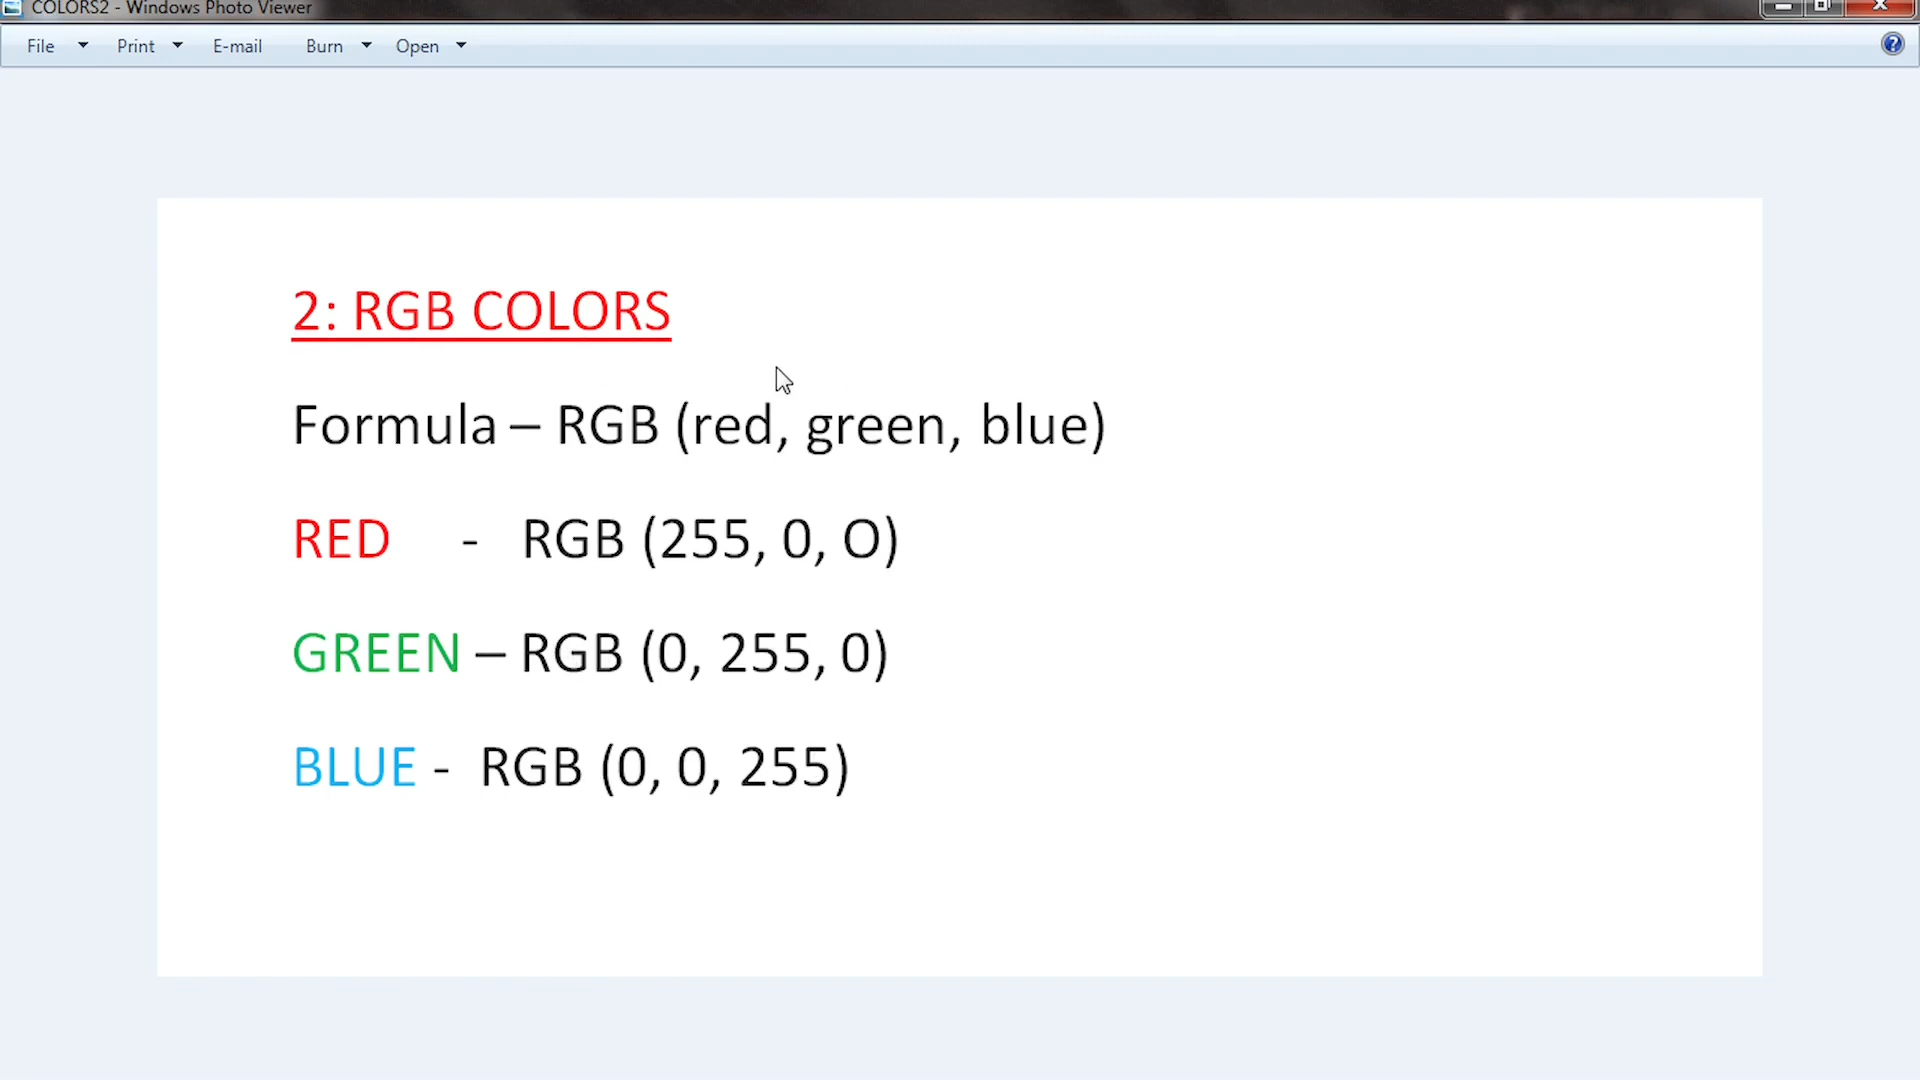 COLORS2 - Windows Photo Viewer
File Print E-mail Burn Open
2: RGB COLORS
Formula – RGB (red, green, blue)
RED - RGB (255, 0, O)
GREEN – RGB (0, 255, 0)
BLUE - RGB (0, 0, 255)